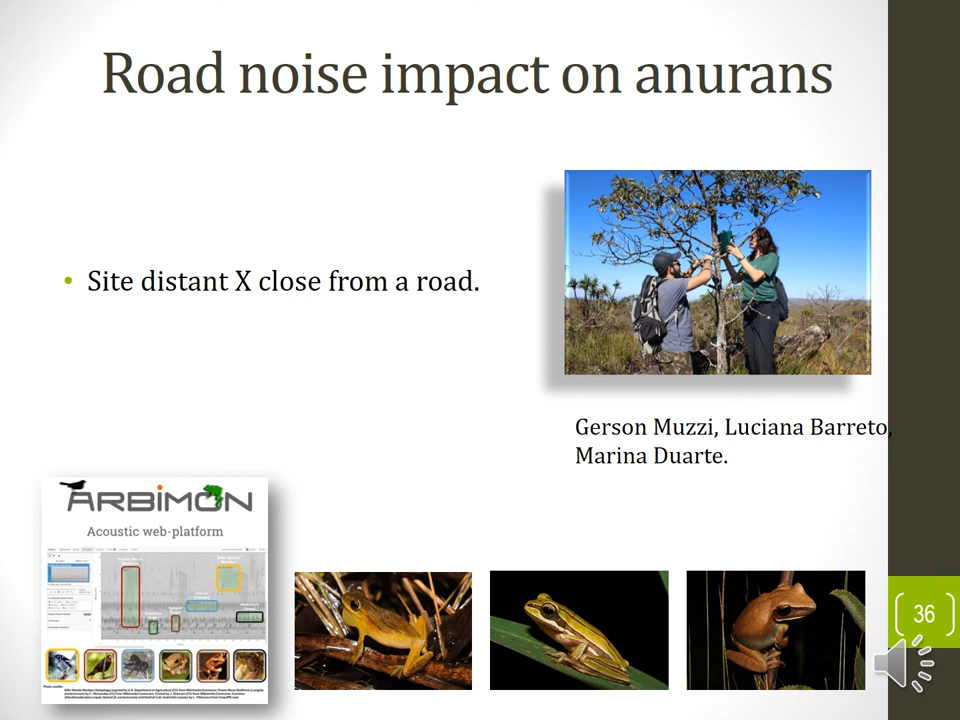 Road noise impact on anurans
• Site distant X close from a road.
Gerson Muzzi, Luciana Barreto,
Marina Duarte.
ARBIMON
Acoustic web-platform
36